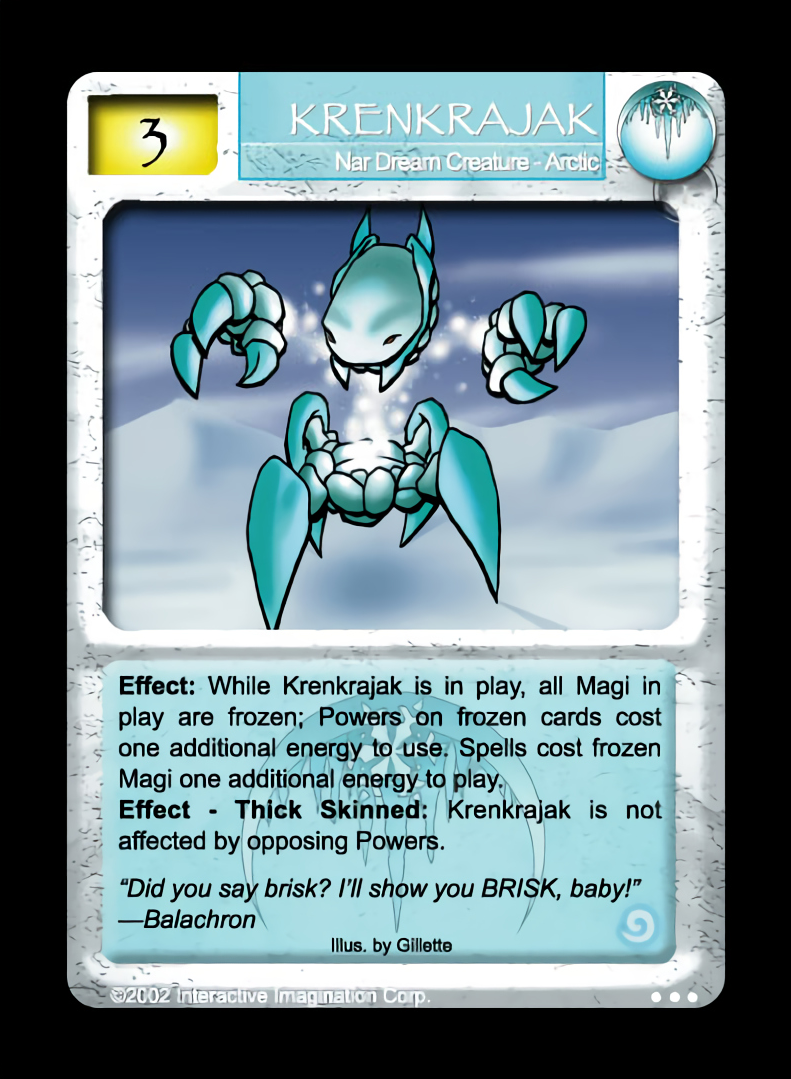 3
KRENKRAJAK
Nar Dream Creature - Arctic
Effect: While Krenkrajak is in play, all Magi in
play are frozen; Powers on frozen cards cost
one additional energy to use. Spells cost frozen
Magi one additional energy to play.
Effect - Thick Skinned: Krenkrajak is not
affected by opposing Powers.
“Did you say brisk? I’ll show you BRISK, baby!”
—Balachron
Illus. by Gillette
©2002 Interactive Imagination Corp.